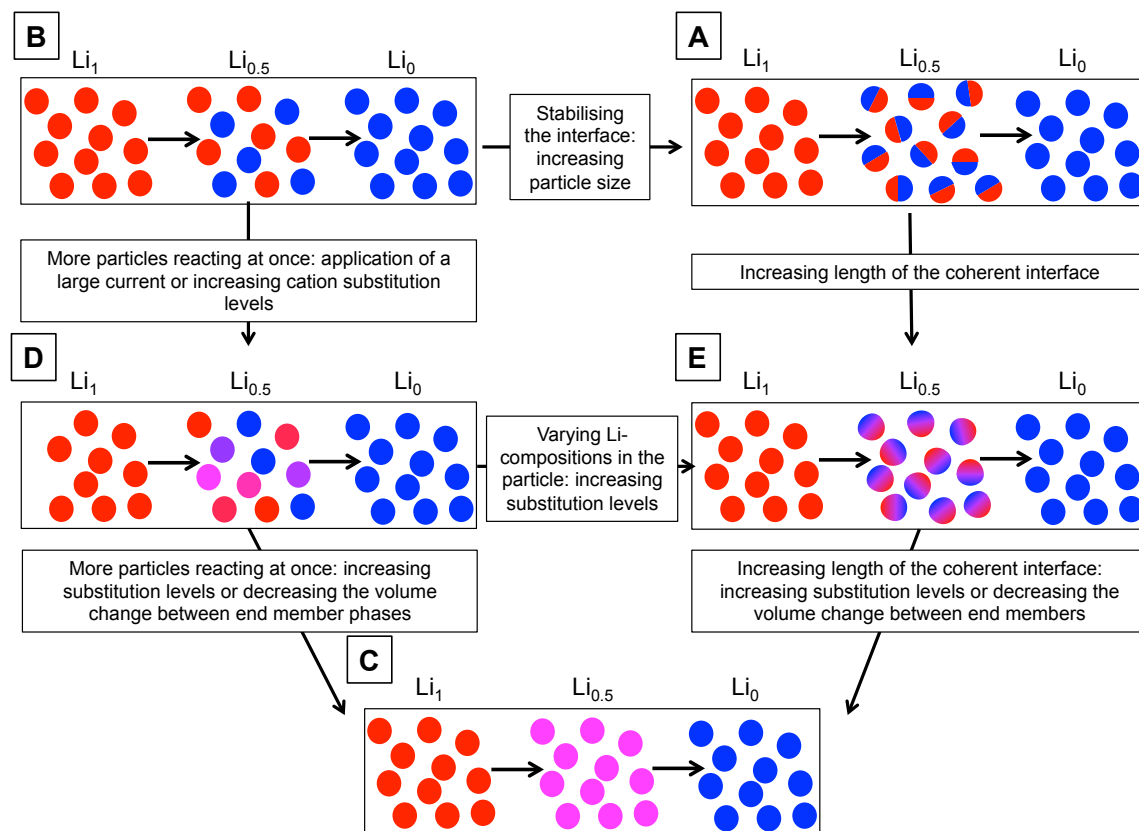 B
Li1
Li0.5
Li0
A
Li1
Li0.5
Li0
Stabilising
the interface:
increasing
particle size
More particles reacting at once: application of a
large current or increasing cation substitution
levels
Increasing length of the coherent interface
D
Li1
Li0.5
Li0
E
Li1
Li0.5
Li0
Varying Li-
compositions in the
particle: increasing
substitution levels
More particles reacting at once: increasing
substitution levels or decreasing the volume
change between end member phases
Increasing length of the coherent interface:
increasing substitution levels or decreasing the
volume change between end members
C
Li1
Li0.5
Li0